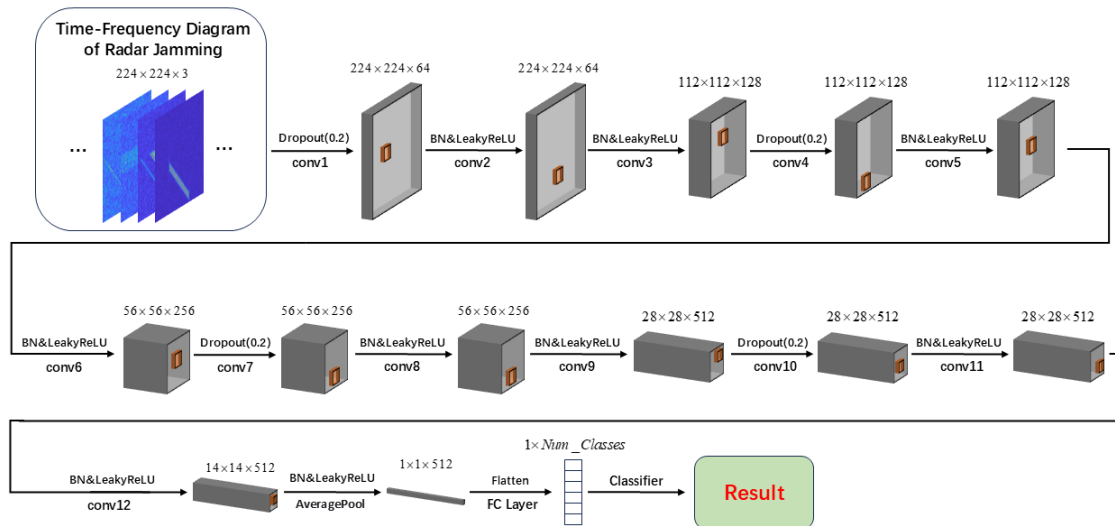 Time-Frequency Diagram
of Radar Jamming
224×224×3
...
...
Dropout(0.2)
conv1
224×224×64
BN&LeakyReLU
conv2
224×224×64
BN&LeakyReLU
conv3
112×112×128
Dropout(0.2)
conv4
112×112×128
BN&LeakyReLU
conv5
112×112×128
BN&LeakyReLU
conv6
56×56×256
Dropout(0.2)
conv7
56×56×256
BN&LeakyReLU
conv8
56×56×256
BN&LeakyReLU
conv9
28×28×512
Dropout(0.2)
conv10
28×28×512
BN&LeakyReLU
conv11
28×28×512
BN&LeakyReLU
conv12
14×14×512
BN&LeakyReLU
AveragePool
1×1×512
Flatten
FC Layer
1×Num_Classes
Classifier
Result